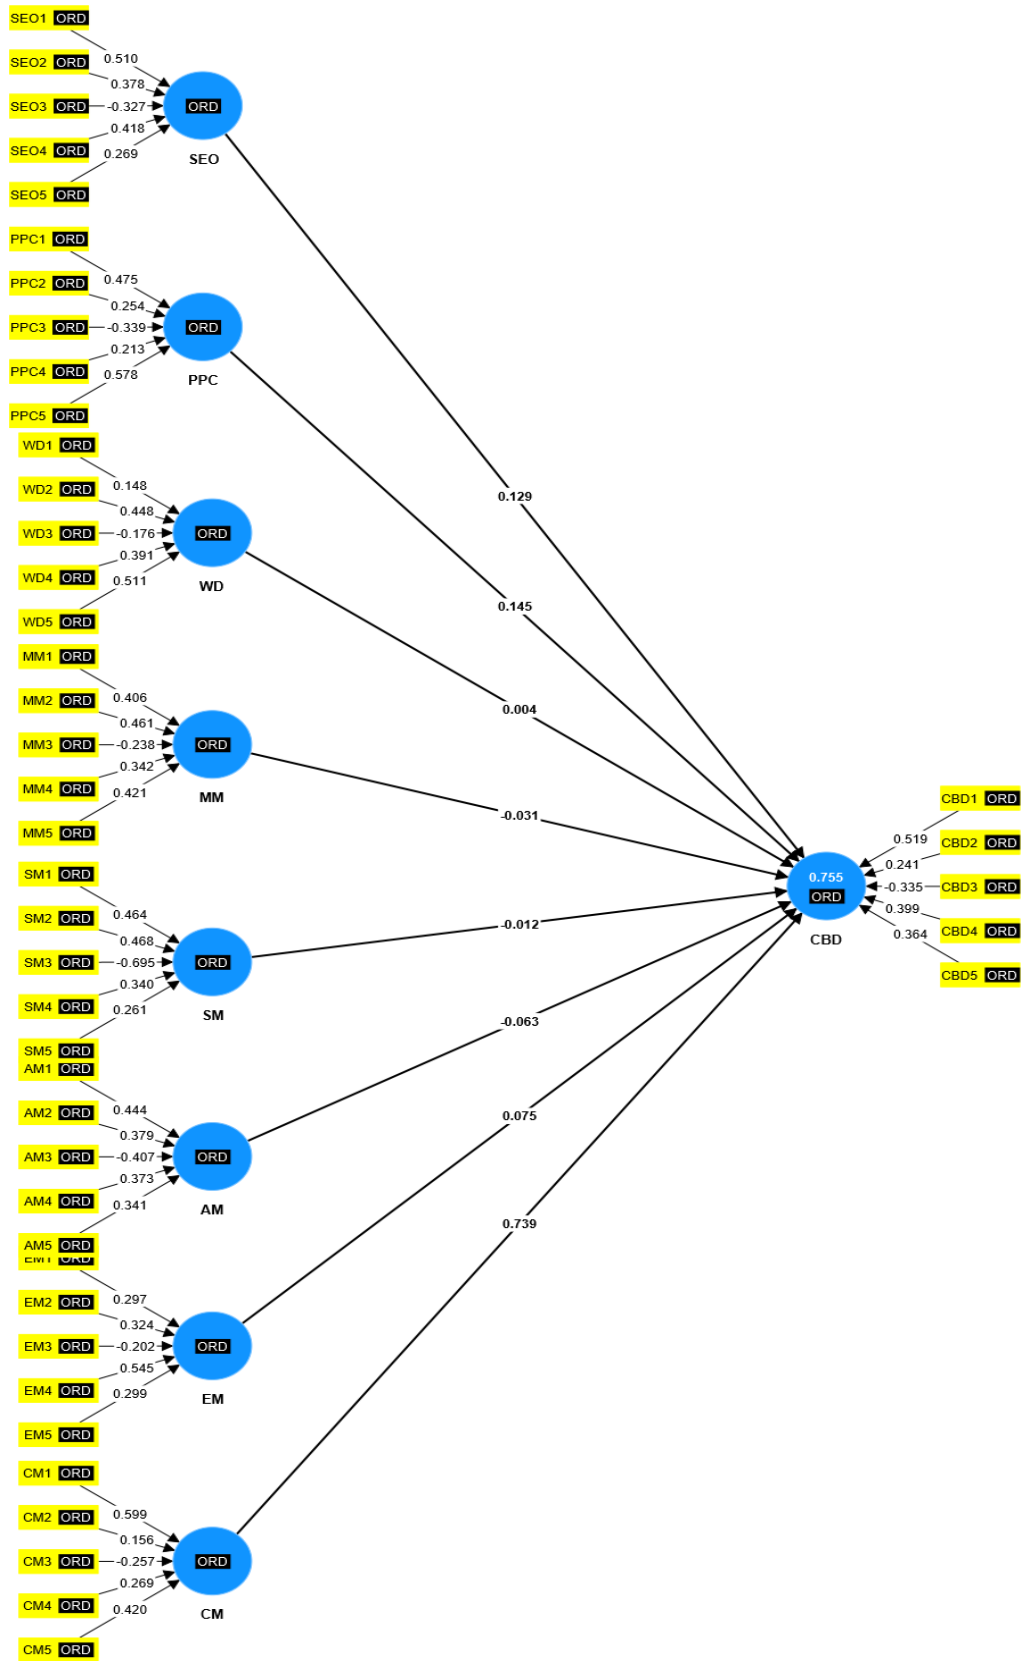 SEO1 ORD
0.510
SEO2 ORD
0.378
SEO3 ORD
-0.327
ORD
SEO4 ORD
0.418
0.269
SEO
SEO5 ORD
PPC1 ORD
0.475
PPC2 ORD
0.254
PPC3 ORD
-0.339
ORD
PPC4 ORD
0.213
0.578
PPC
PPC5 ORD
WD1 ORD
0.148
WD2 ORD
0.448
WD3 ORD
-0.176
ORD
WD4 ORD
0.391
0.511
WD
WD5 ORD
MM1 ORD
0.406
MM2 ORD
0.461
MM3 ORD
-0.238
ORD
MM4 ORD
0.342
0.421
MM
MM5 ORD
SM1 ORD
0.464
SM2 ORD
0.468
SM3 ORD
-0.695
ORD
SM4 ORD
0.340
0.261
SM
SM5 ORD
AM1 ORD
0.444
AM2 ORD
0.379
AM3 ORD
-0.407
ORD
AM4 ORD
0.373
0.341
AM
AM5 ORD
EM1 ORD
0.297
EM2 ORD
0.324
EM3 ORD
-0.202
ORD
EM4 ORD
0.545
0.299
EM
EM5 ORD
CM1 ORD
0.599
CM2 ORD
0.156
CM3 ORD
-0.257
ORD
CM4 ORD
0.269
0.420
CM
CM5 ORD
0.129
0.145
0.004
-0.031
-0.012
-0.063
0.075
0.739
0.755
ORD
CBD
CBD1 ORD
0.519
CBD2 ORD
0.241
CBD3 ORD
-0.335
CBD4 ORD
0.399
0.364
CBD5 ORD